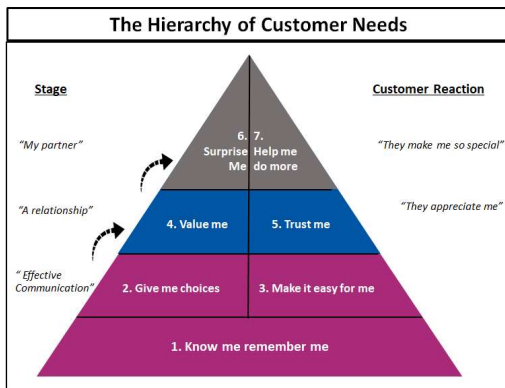 The Hierarchy of Customer Needs
Stage
Customer Reaction
"My partner"
6.
Surprise
Me
7.
Help me
do more
"They make me so special"
"A relationship"
4. Value me
5. Trust me
"They appreciate me"
" Effective
Communication"
2. Give me choices
3. Make it easy for me
1. Know me remember me